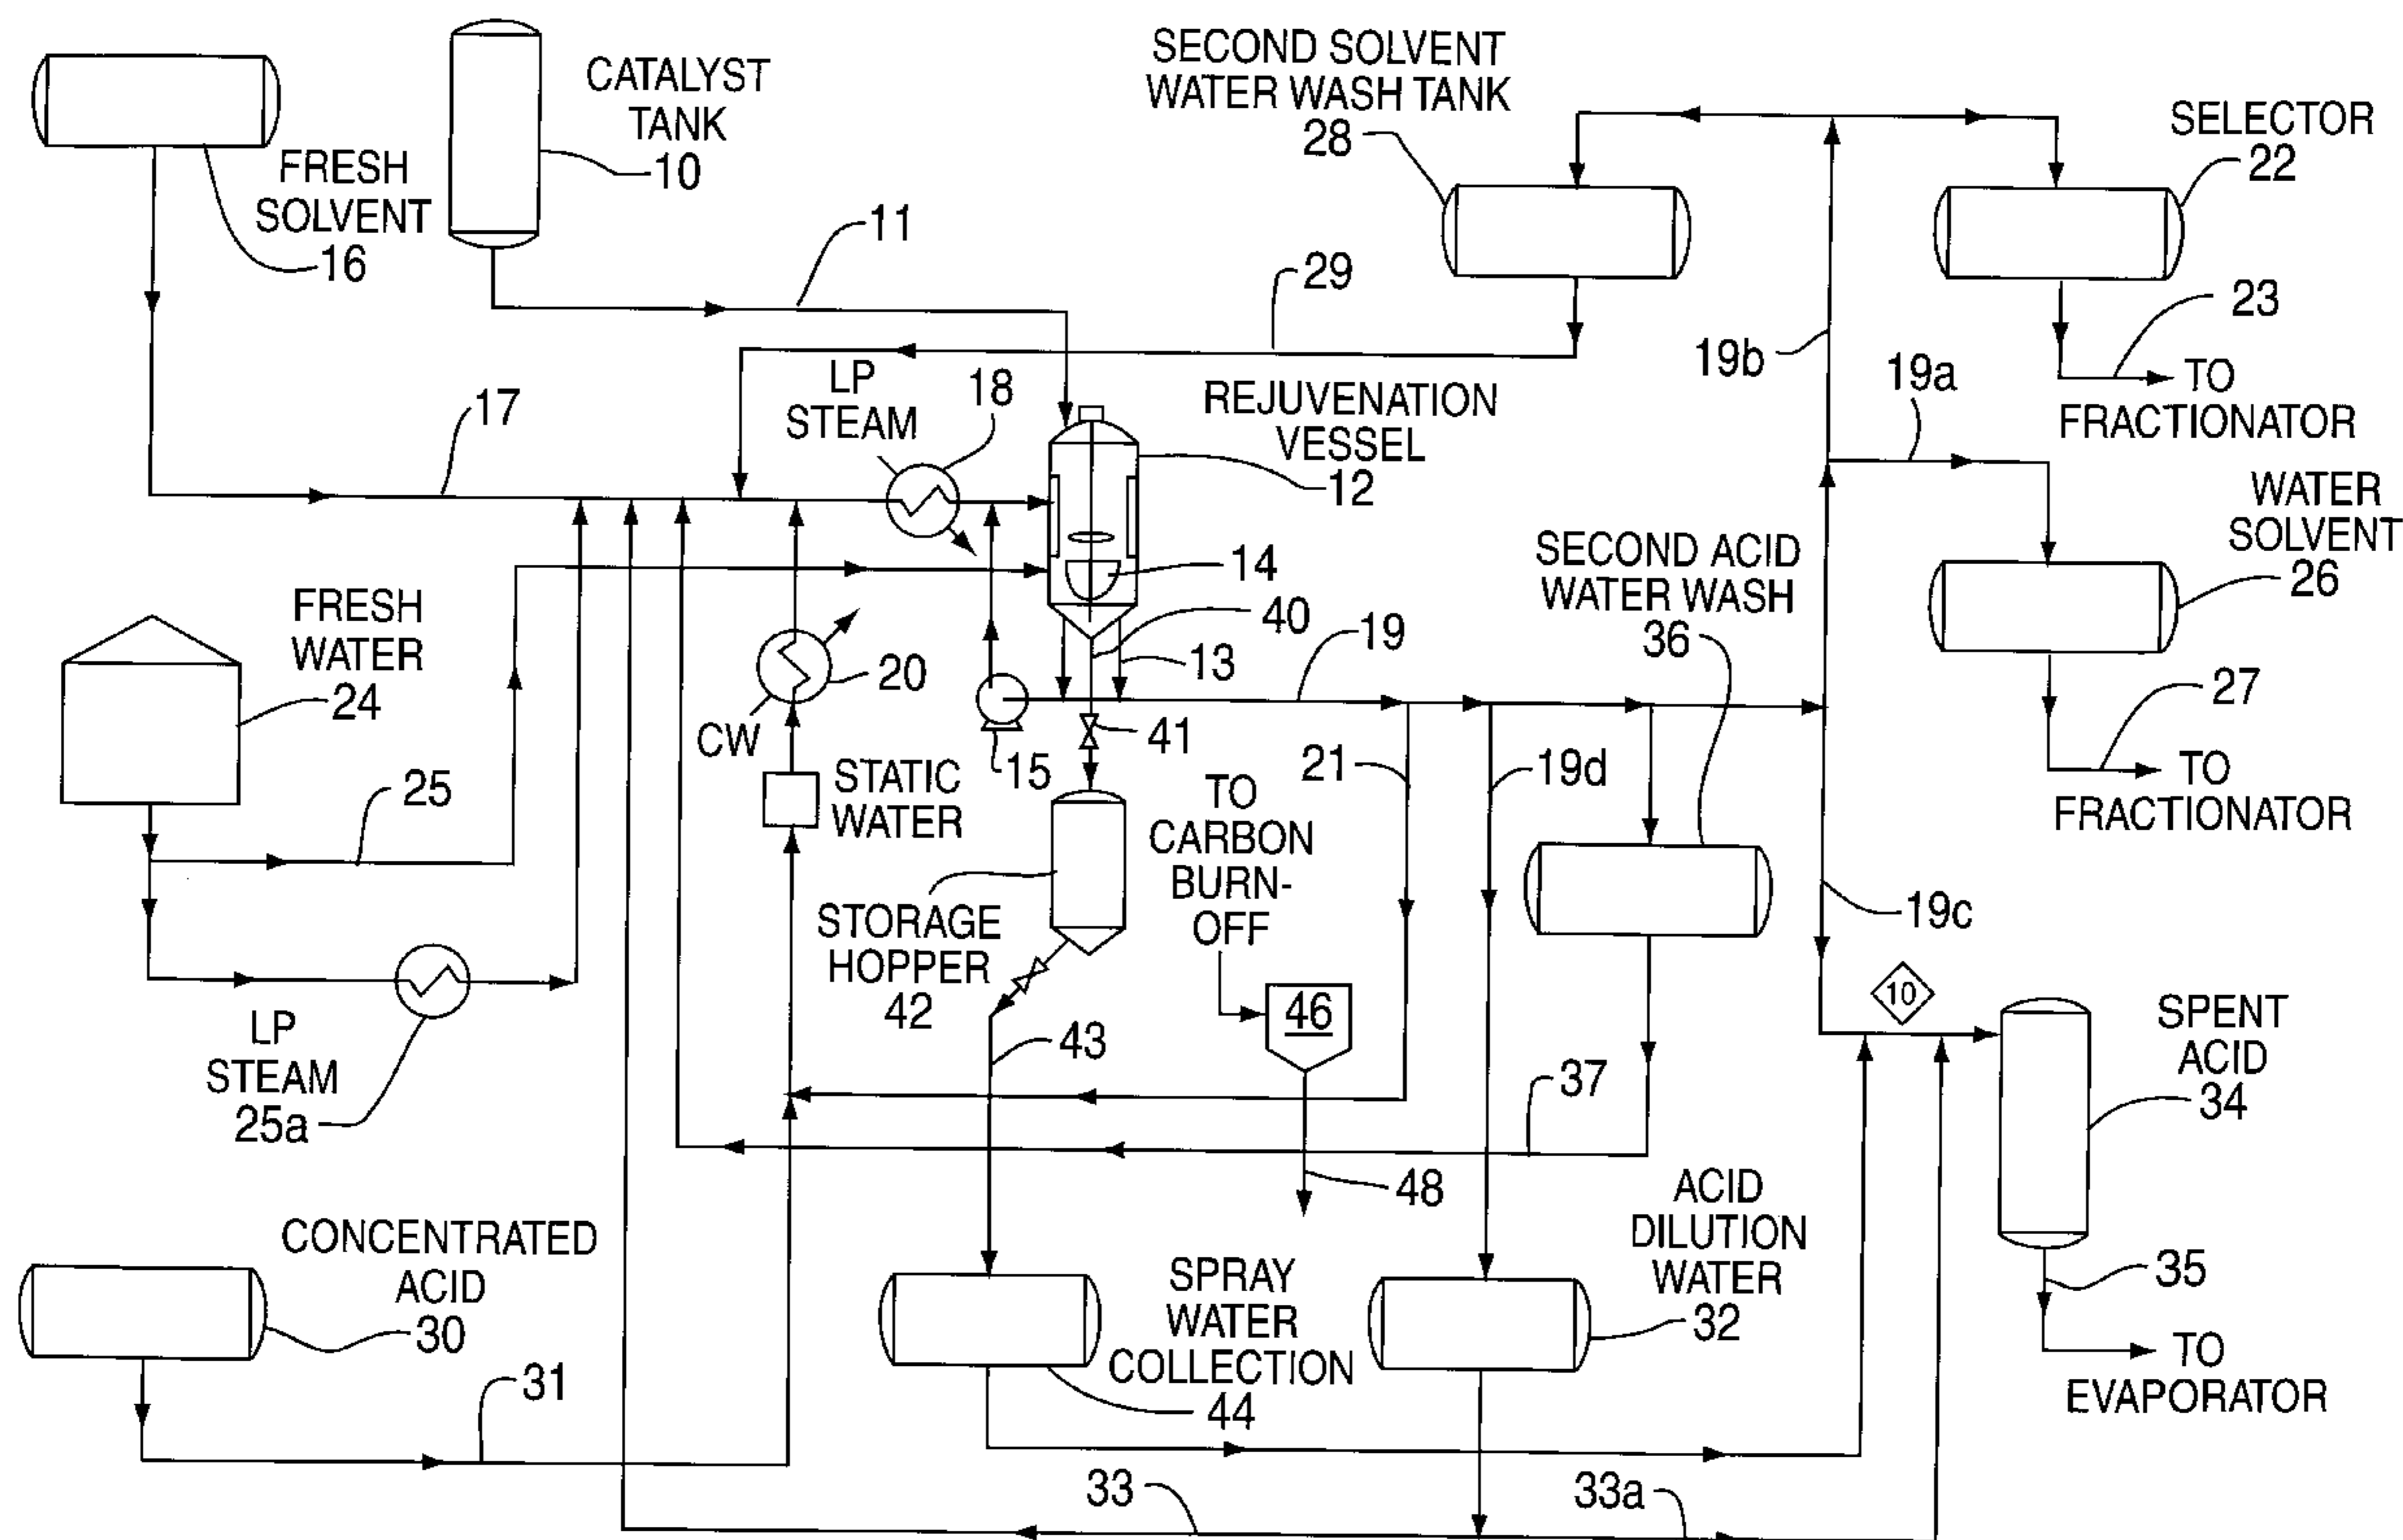 CATALYST
TANK
10
FRESH
SOLVENT
16
SECOND SOLVENT
WATER WASH TANK
28
SELECTOR
22
11
29
23
TO
FRACTIONATOR
19b
19a
17
LP
STEAM
18
REJUVENATION
VESSEL
12
WATER
SOLVENT
26
SECOND ACID
WATER WASH
36
14
40
13
19
FRESH
WATER
24
20
CW
15
41
21
19d
27
TO
FRACTIONATOR
25
STATIC
WATER
TO
CARBON
BURN-
OFF
STORAGE
HOPPER
42
46
19c
10
SPENT
ACID
34
LP
STEAM
25a
43
37
48
CONCENTRATED
ACID
30
ACID
DILUTION
WATER
32
SPRAY
WATER
COLLECTION
44
35
TO
EVAPORATOR
31
33
33a